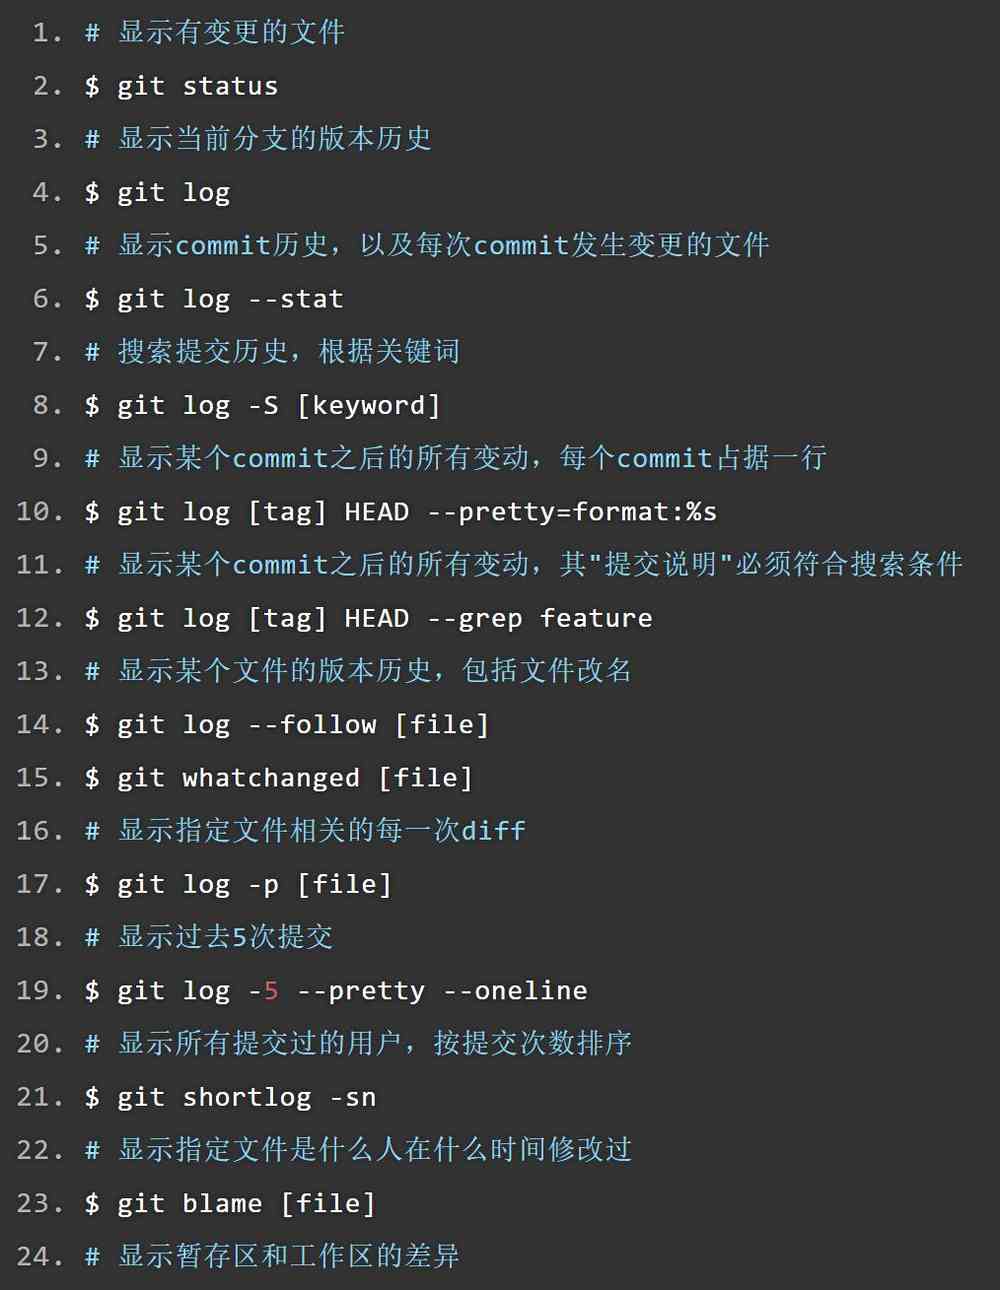 1. # 显示有变更的文件
2. $ git status
3. # 显示当前分支的版本历史
4. $ git log
5. # 显示commit历史，以及每次commit发生变更的文件
6. $ git log --stat
7. # 搜索提交历史，根据关键词
8. $ git log -S [keyword]
9. # 显示某个commit之后的所有变动，每个commit占据一行
10. $ git log [tag] HEAD --pretty=format:%s
11. # 显示某个commit之后的所有变动，其"提交说明"必须符合搜索条件
12. $ git log [tag] HEAD --grep feature
13. # 显示某个文件的版本历史，包括文件改名
14. $ git log --follow [file]
15. $ git whatchanged [file]
16. # 显示指定文件相关的每一次diff
17. $ git log -p [file]
18. # 显示过去5次提交
19. $ git log -5 --pretty --oneline
20. # 显示所有提交过的用户，按提交次数排序
21. $ git shortlog -sn
22. # 显示指定文件是什么人在什么时间修改过
23. $ git blame [file]
24. # 显示暂存区和工作区的差异